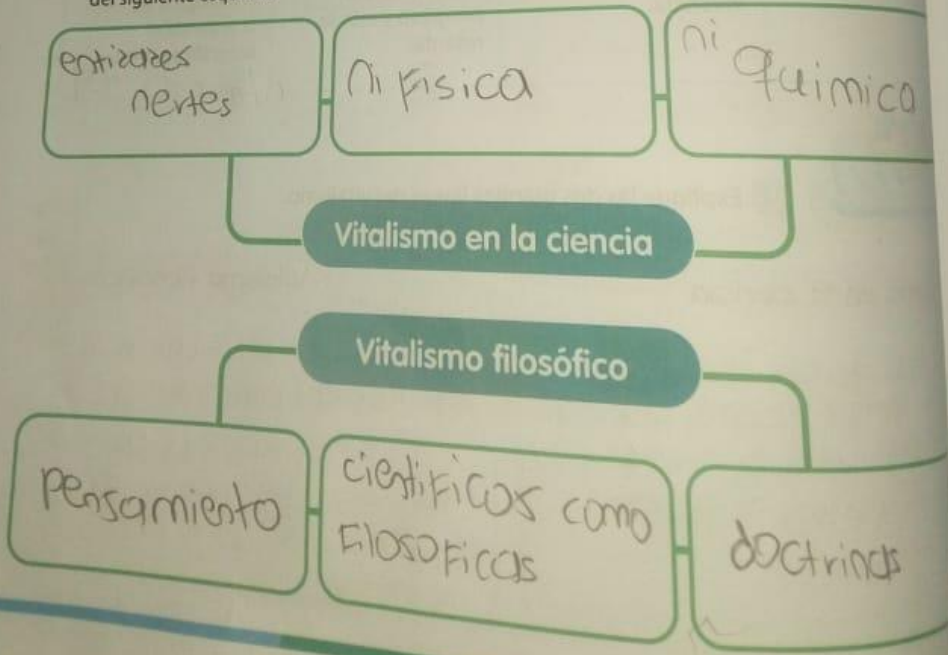 entidades
nertes
ni Fisica
ni
quimica
Vitalismo en la ciencia
Vitalismo filosófico
pensamiento
cientificos como
Filosoficas
doctrinas